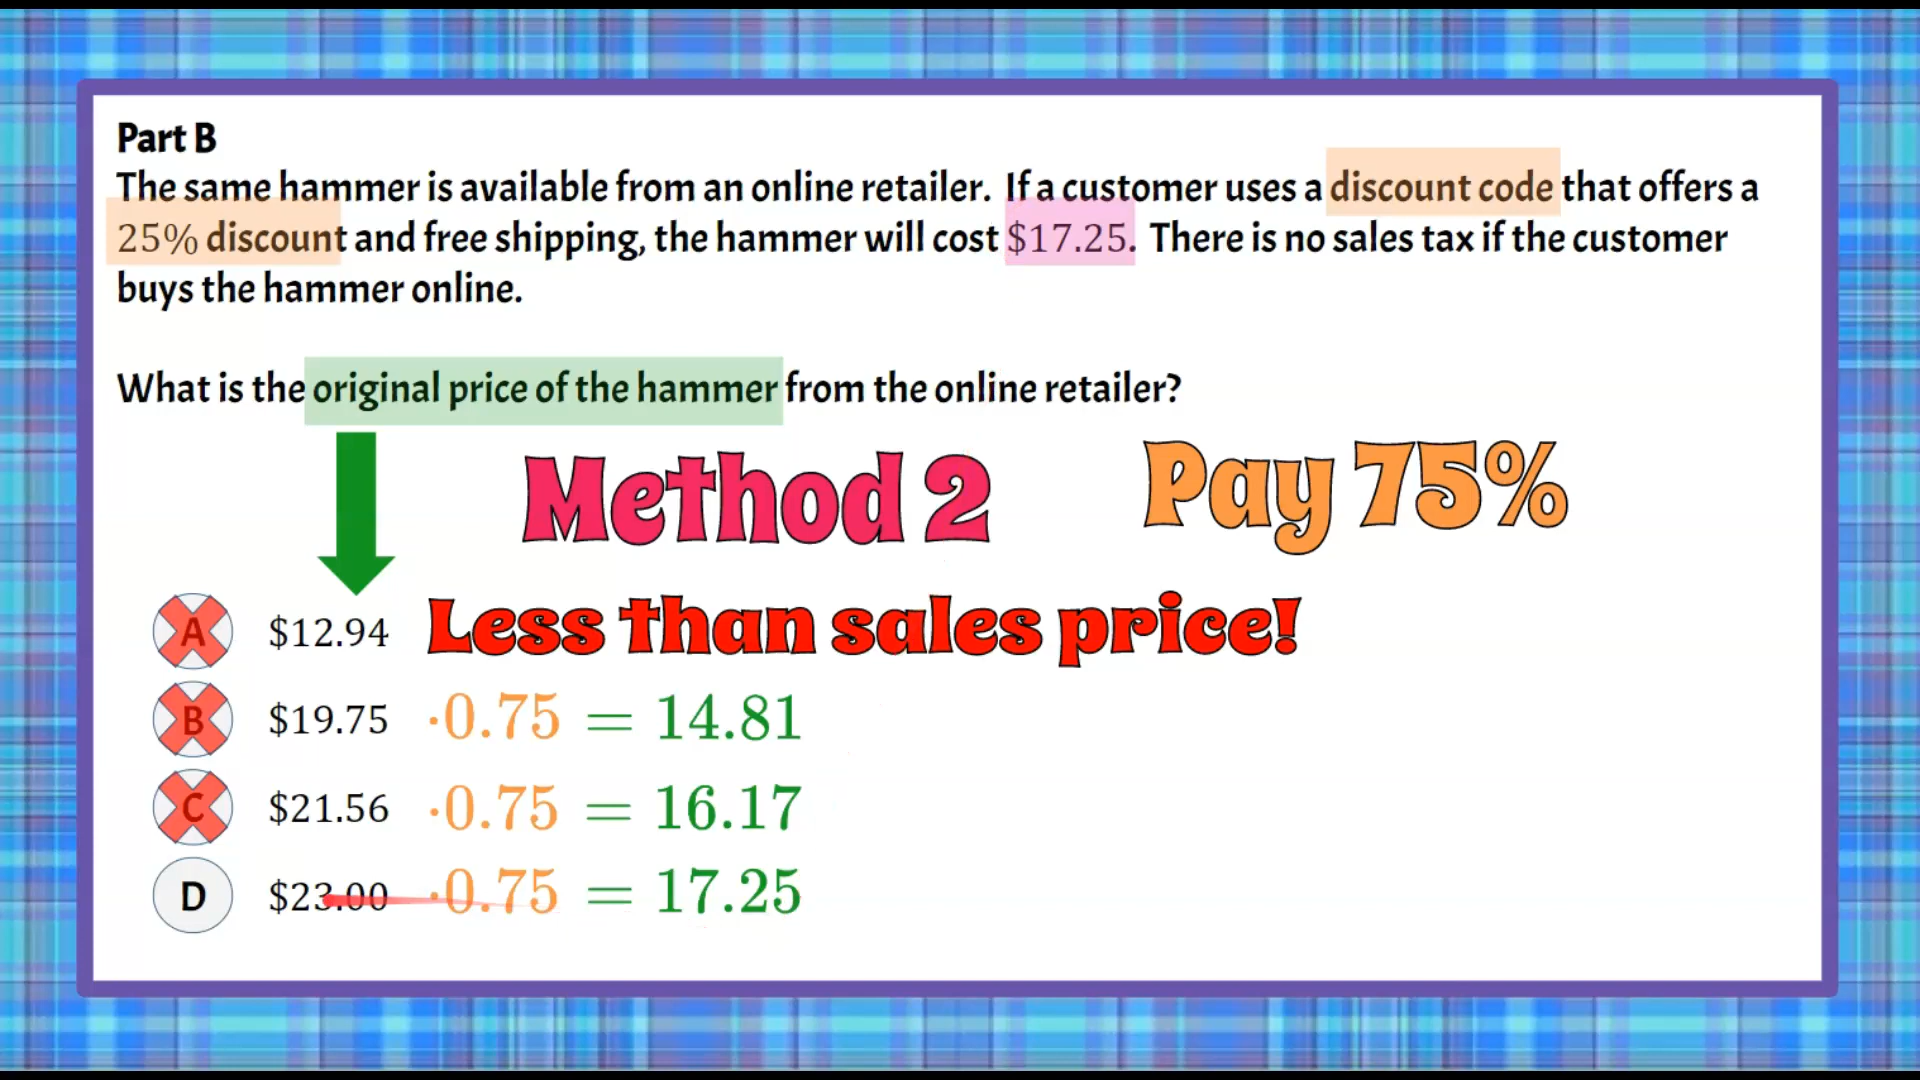 Part B
The same hammer is available from an online retailer. If a customer uses a discount code that offers a
25% discount and free shipping, the hammer will cost $17.25. There is no sales tax if the customer
buys the hammer online.
What is the original price of the hammer from the online retailer?
Method 2 Pay 75%
A $12.94 Less than sales price!
B $19.75 ·0.75 = 14.81
C $21.56 ·0.75 = 16.17
D $23.00 ·0.75 = 17.25